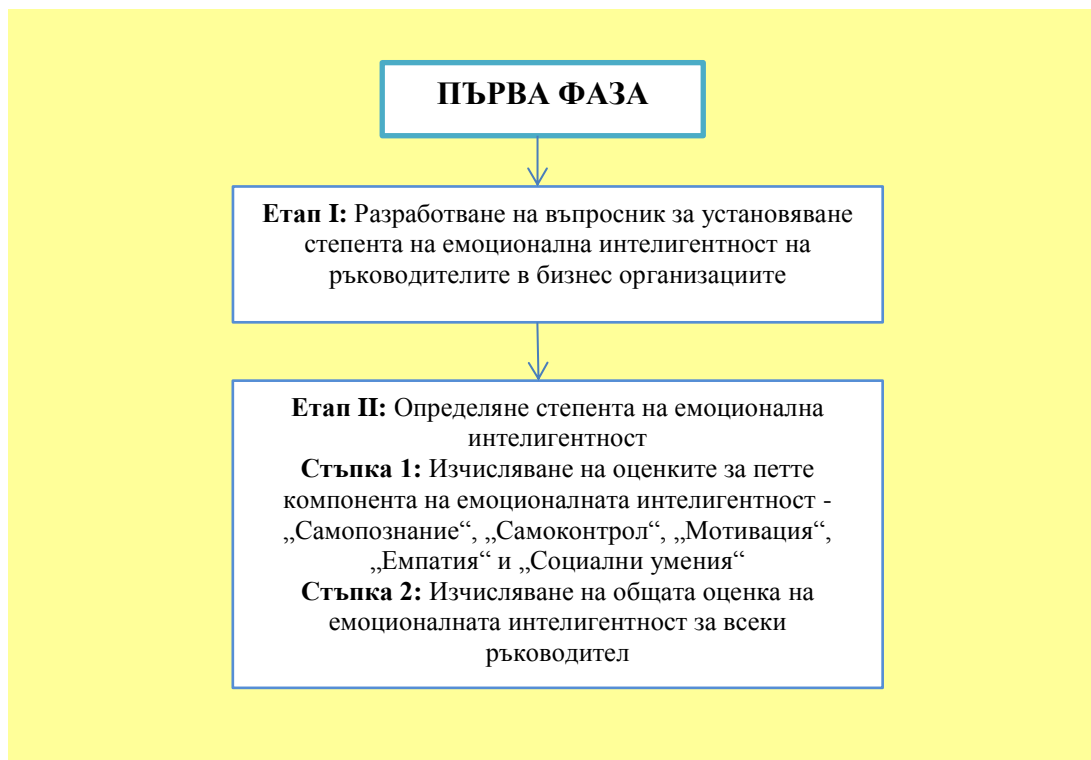 ПЪРВА ФАЗА
Етап I: Разработване на въпросник за установяване
степента на емоционална интелигентност на
ръководителите в бизнес организациите
Етап II: Определяне степента на емоционална
интелигентност
Стъпка 1: Изчисляване на оценките за петте
компонента на емоционалната интелигентност -
„Самопознание“, „Самоконтрол“, „Мотивация“,
„Емпатия“ и „Социални умения“
Стъпка 2: Изчисляване на общата оценка на
емоционалната интелигентност за всеки
ръководител